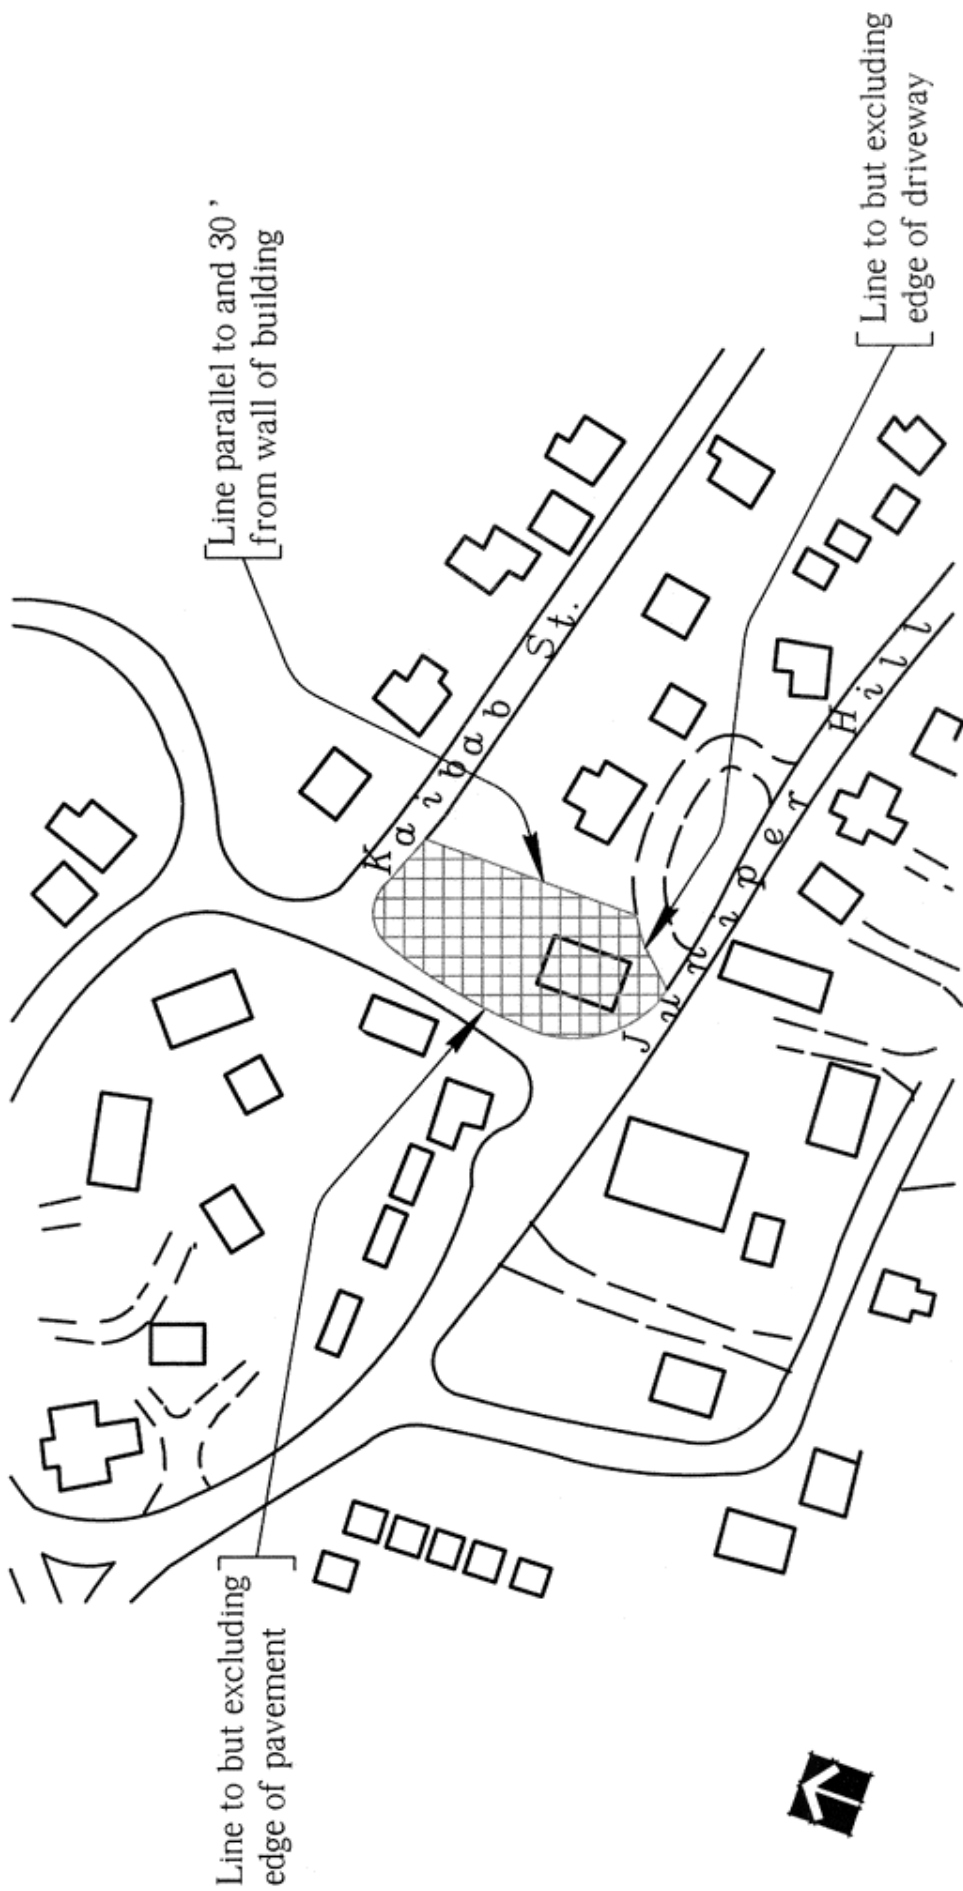 Line to but excluding
edge of pavement
Line parallel to and 30'
from wall of building
Line to but excluding
edge of driveway
Kaibab St.
Juniper Hill